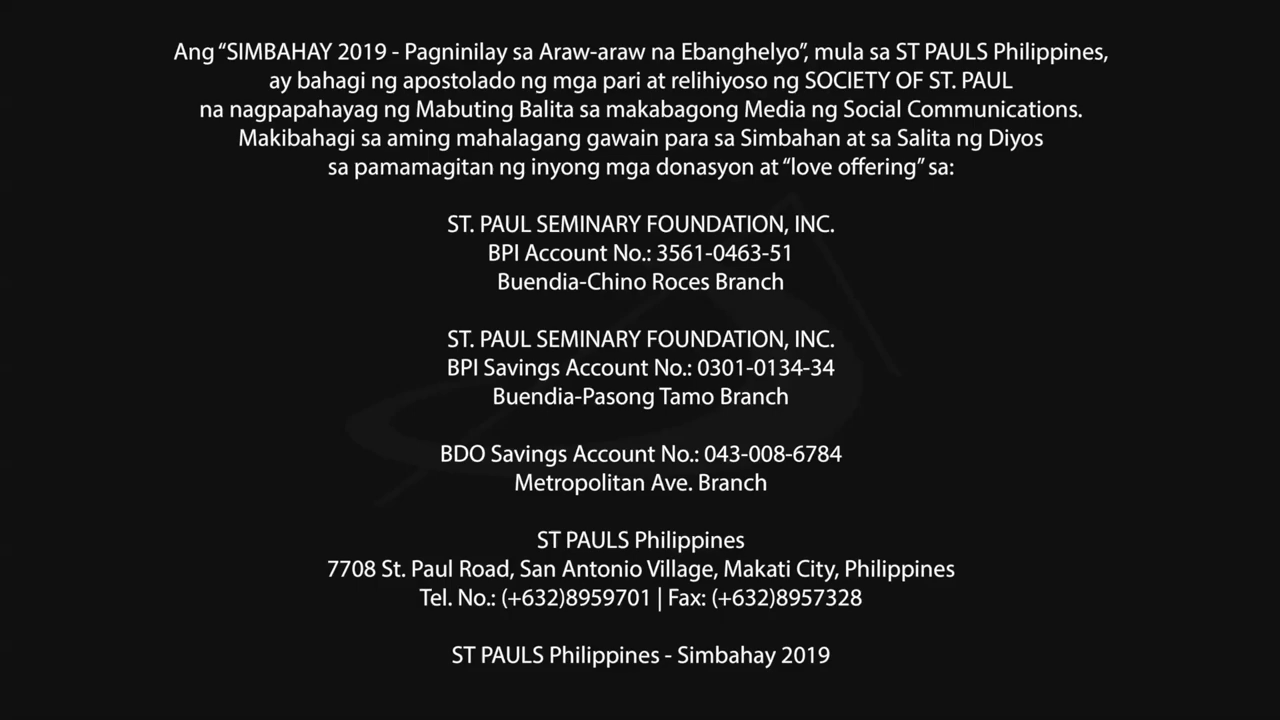 Ang “SIMBAHAY 2019 - Pagninilay sa Araw-araw na Ebanghelyo”, mula sa ST PAULS Philippines,
ay bahagi ng apostolado ng mga pari at relihiyoso ng SOCIETY OF ST. PAUL
na nagpapahayag ng Mabuting Balita sa makabagong Media ng Social Communications.
Makibahagi sa aming mahalagang gawain para sa Simbahan at sa Salita ng Diyos
sa pamamagitan ng inyong mga donasyon at “love offering” sa:
ST. PAUL SEMINARY FOUNDATION, INC.
BPI Account No.: 3561-0463-51
Buendia-Chino Roces Branch
ST. PAUL SEMINARY FOUNDATION, INC.
BPI Savings Account No.: 0301-0134-34
Buendia-Pasong Tamo Branch
BDO Savings Account No.: 043-008-6784
Metropolitan Ave. Branch
ST PAULS Philippines
7708 St. Paul Road, San Antonio Village, Makati City, Philippines
Tel. No.: (+632)8959701 | Fax: (+632)8957328
ST PAULS Philippines - Simbahay 2019